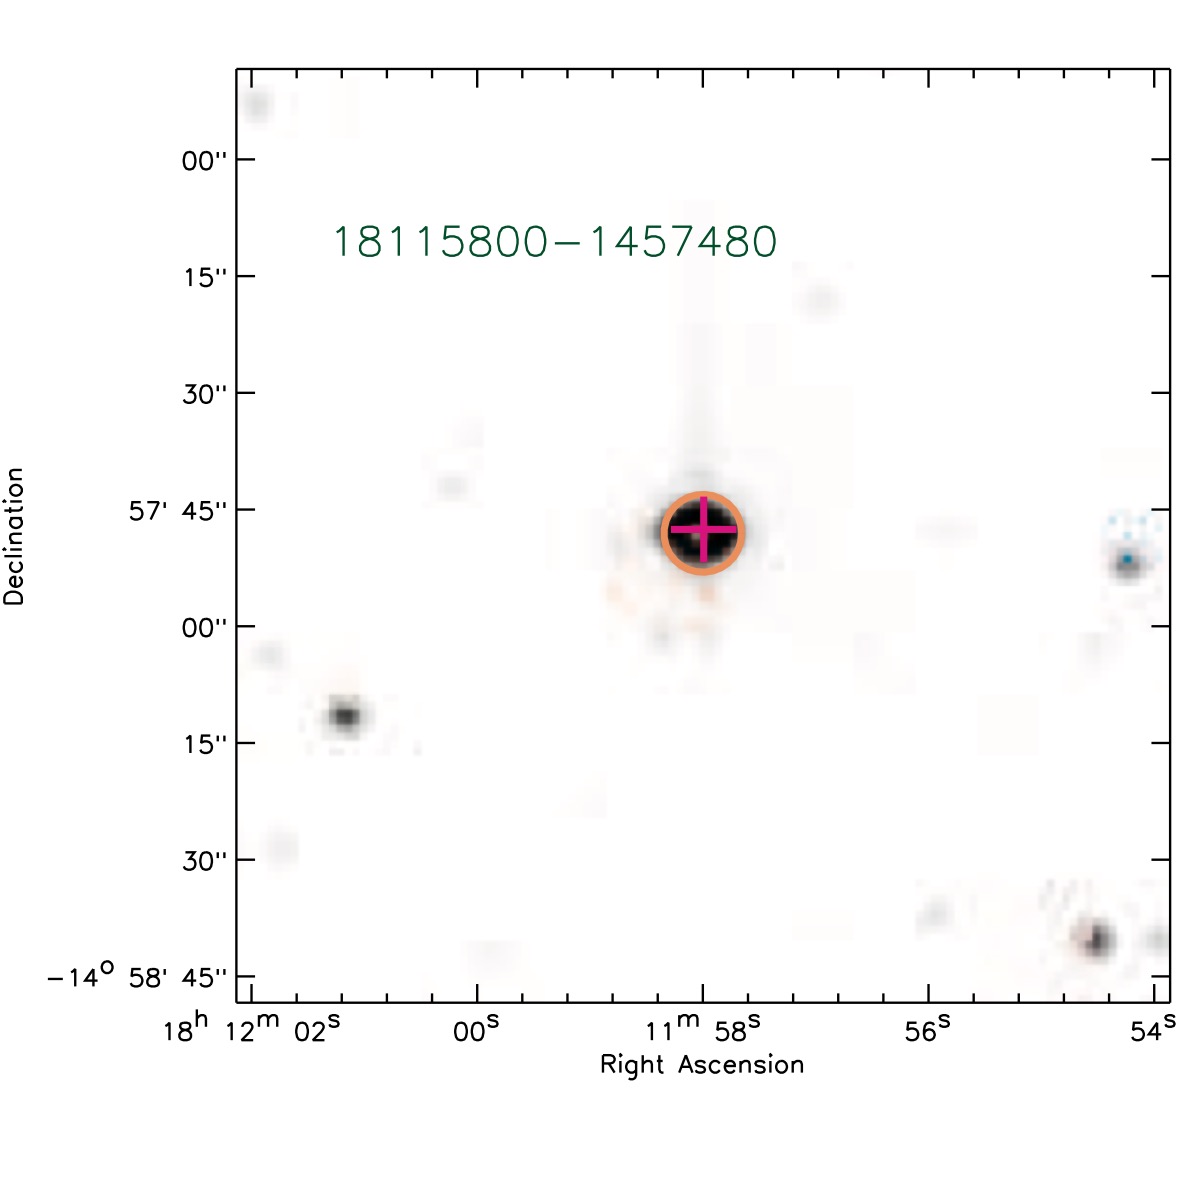 00''
18115800−1457480
15''
30''
57' 45''
00''
15''
30''
−14° 58' 45''
18h 12m 02s 00s 11m 58s 56s 54s
Right Ascension
Declination